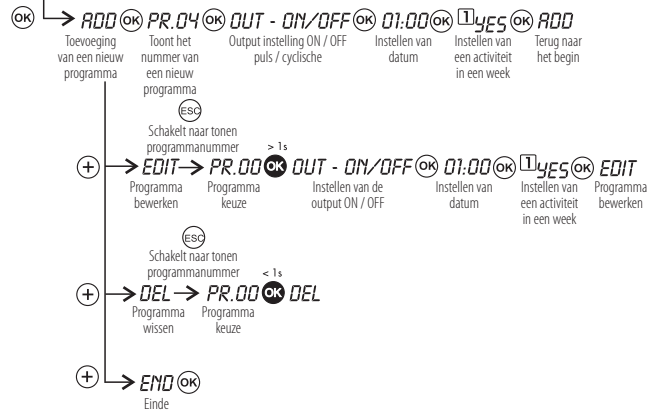 OK ADD OK PR.04 OK OUT - ON/OFF OK 01:00 OK 1 YES OK ADD
Toevoeging van een nieuw programma
Toont het nummer van een nieuw programma
Output instelling ON / OFF puls / cyclische
Instellen van datum
Instellen van een activiteit in een week
Terug naar het begin
ESC
Schakelt naar tonen programmanummer
> 1s
+ EDIT PR.00 OK OUT - ON/OFF OK 01:00 OK 1 YES OK EDIT
Programma bewerken
Programma keuze
Instellen van de output ON / OFF
Instellen van datum
Instellen van een activiteit in een week
Programma bewerken
ESC
Schakelt naar tonen programmanummer
< 1s
+ DEL PR.00 OK DEL
Programma wissen
Programma keuze
+ END OK
Einde